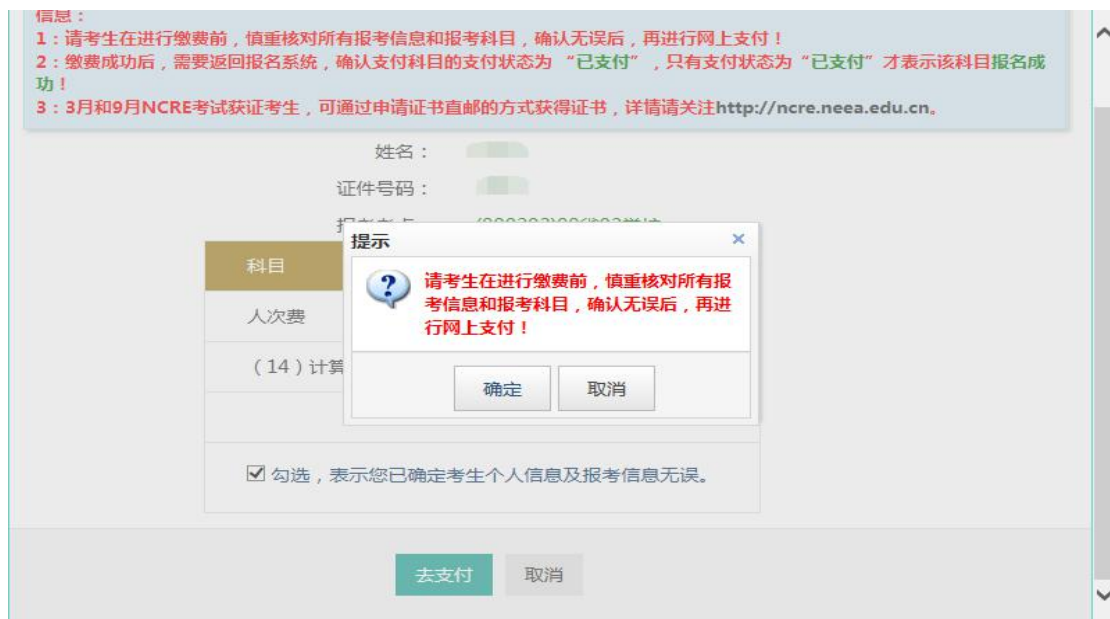 信息：
1：请考生在进行缴费前，慎重核对所有报考信息和报考科目，确认无误后，再进行网上支付！
2：缴费成功后，需要返回报名系统，确认支付科目的支付状态为 “已支付” ，只有支付状态为 “已支付” 才表示该科目报名成
功！
3：3月和9月NCRE考试获证考生，可通过申请证书直邮的方式获得证书，详情请关注http://ncre.neea.edu.cn。
姓名：
证件号码：
提示
×
科目
请考生在进行缴费前，慎重核对所有报
考信息和报考科目，确认无误后，再进
行网上支付！
人次费
（14）计算
确定 取消
勾选，表示您已确定考生个人信息及报考信息无误。
去支付 取消